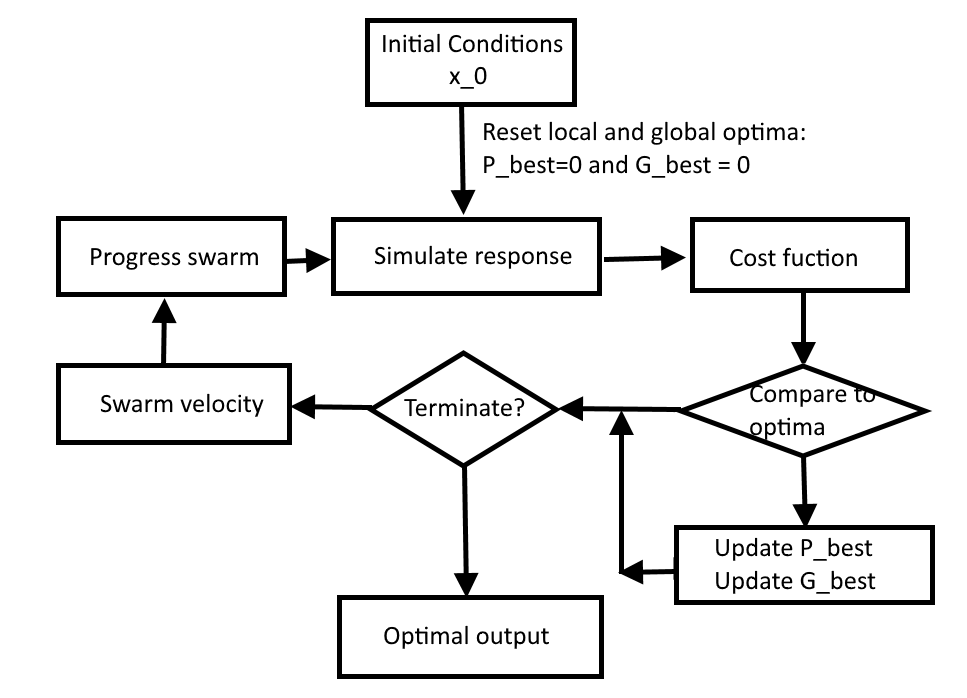 Initial Conditions
x_0
Reset local and global optima:
P_best=0 and G_best = 0
Progress swarm
Simulate response
Cost fuction
Swarm velocity
Terminate?
Compare to
optima
Update P_best
Update G_best
Optimal output